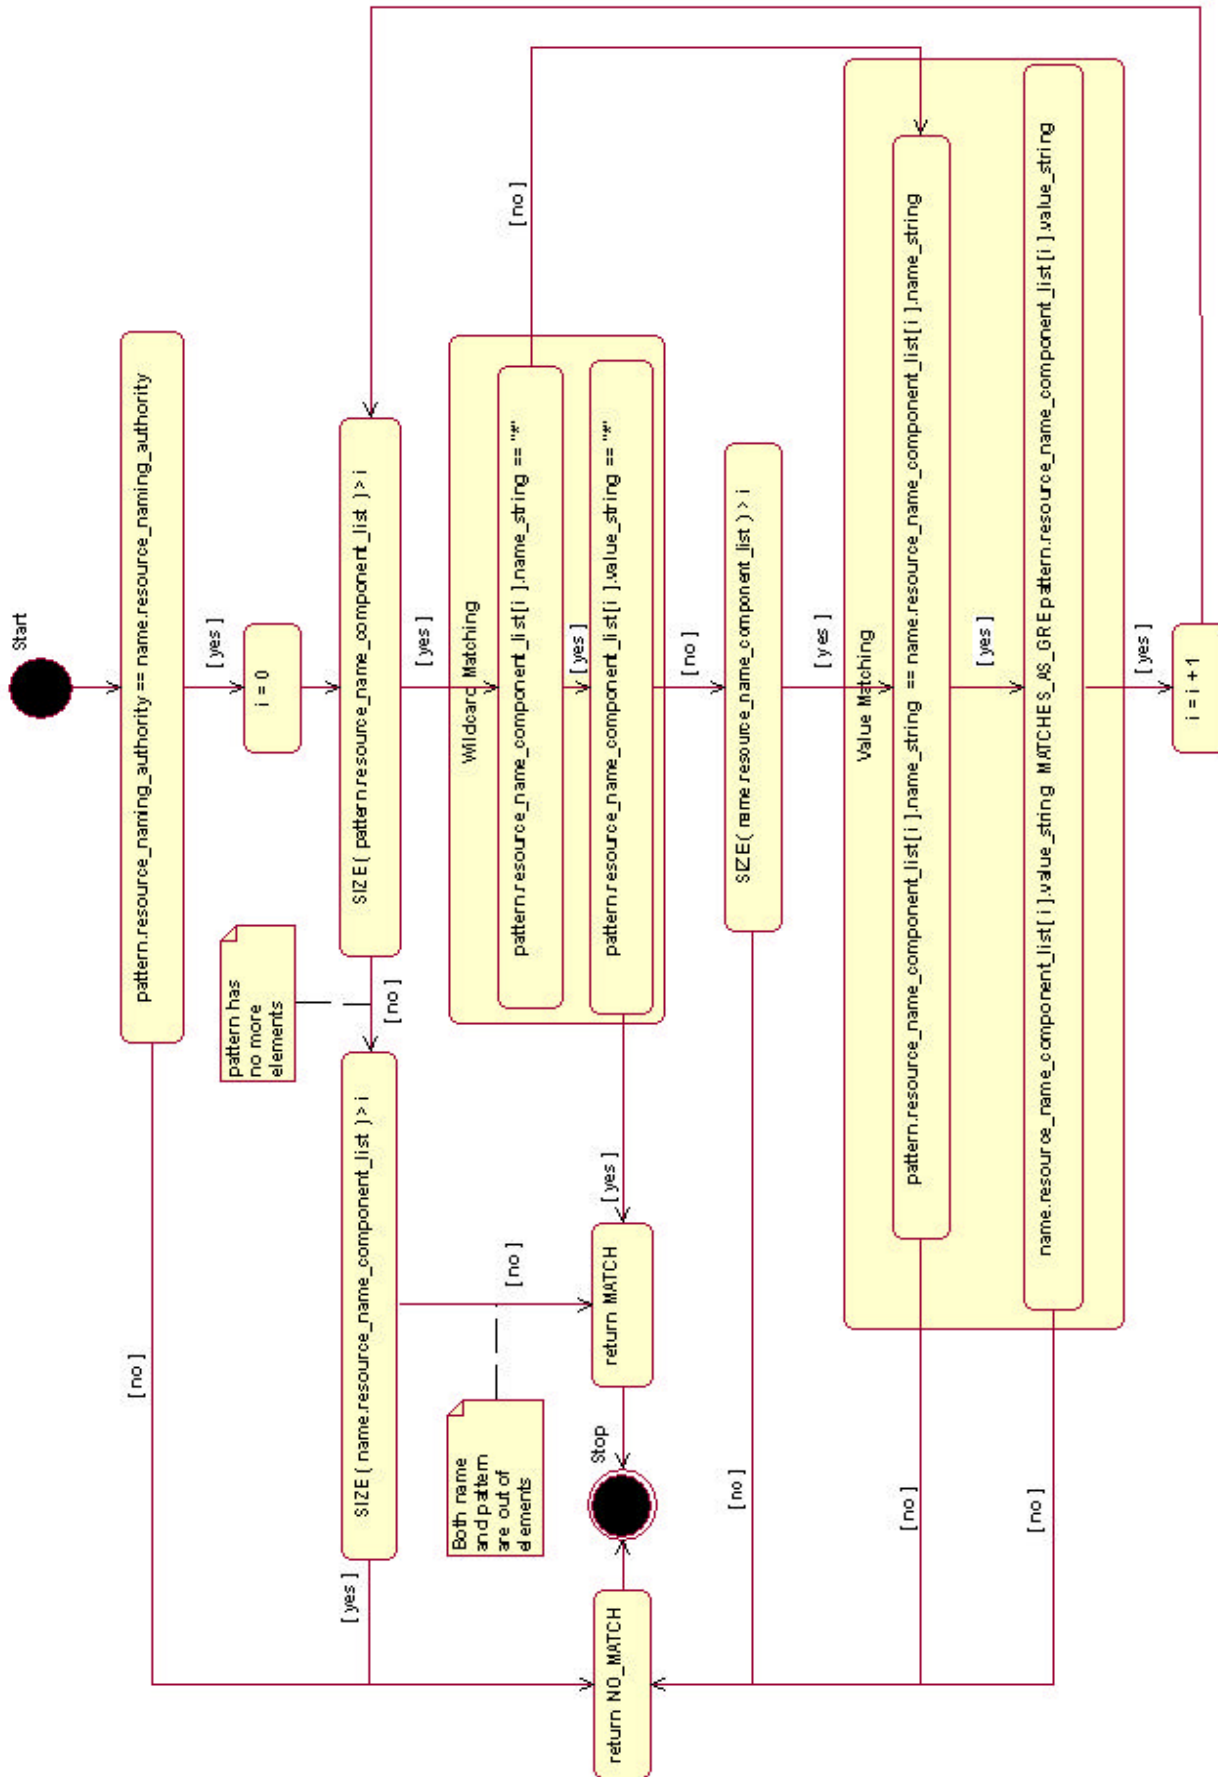 Start
pattern.resource_naming_authority == name.resource_naming_authority
[ yes ]
[ no ]
i = 0
pattern has
no more
elements
SIZE ( pattern.resource_name_component_list ) > i
[ yes ]
[ no ]
SIZE ( name.resource_name_component_list ) > i
[ yes ]
[ no ]
Both name
and pattern
are out of
elements
Wildcard Matching
pattern.resource_name_component_list[ i ].name_string == "*"
[ no ]
[ yes ]
pattern.resource_name_component_list[ i ].value_string == "*"
[ yes ]
[ no ]
return MATCH
Stop
return NO_MATCH
SIZE ( name.resource_name_component_list ) > i
[ yes ]
[ no ]
Value Matching
pattern.resource_name_component_list[ i ].name_string == name.resource_name_component_list[ i ].name_string
[ yes ]
[ no ]
name.resource_name_component_list[ i ].value_string MATCHES_AS_GRE pattern.resource_name_component_list[ i ].value_string
[ yes ]
[ no ]
i = i + 1